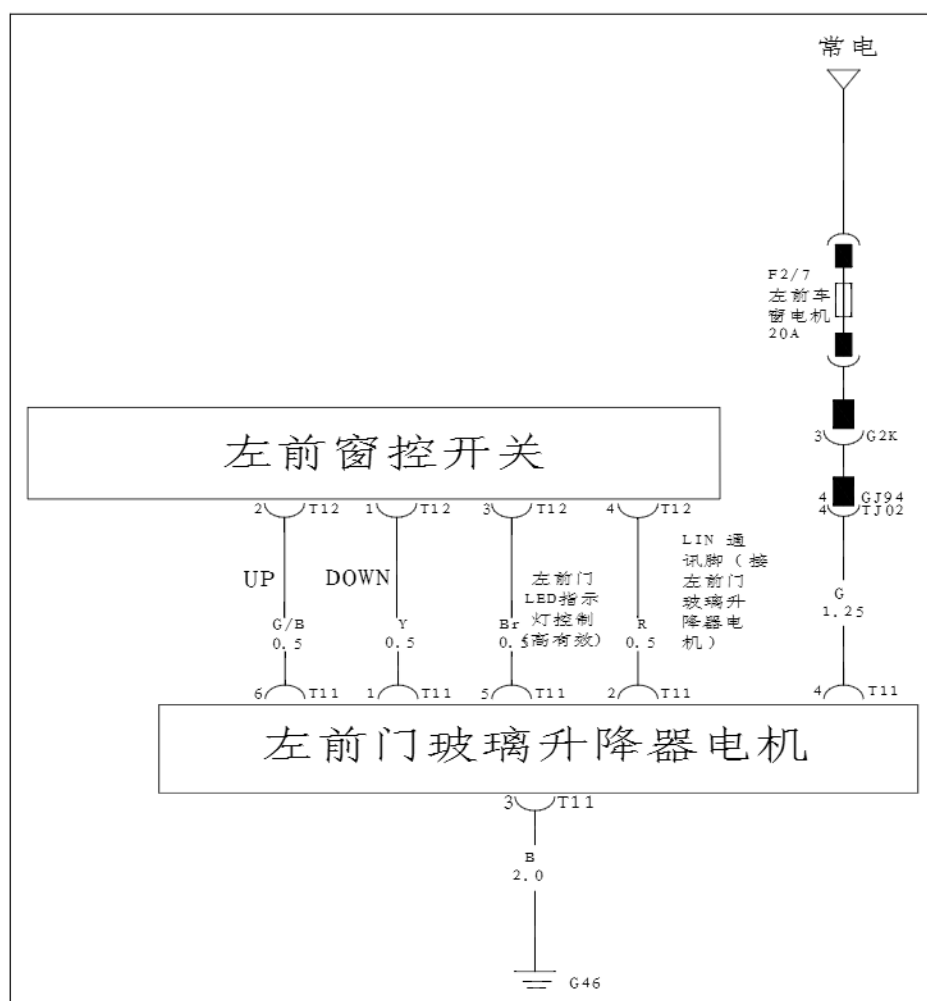 常电
F2/7
左前车
窗电机
20A
3 G2K
左前窗控开关
4 GJ94
4 TJ02
2 T12 1 T12 3 T12 4 T12
UP
DOWN
左前门
LED指示
灯控制
(高有效)
LIN 通
讯脚（接
左前门
玻璃升
降器电
机）
G
1.25
G/B
0.5
Y
0.5
Br
0.5
R
0.5
6 T11 1 T11 5 T11 2 T11 4 T11
左前门玻璃升降器电机
3 T11
B
2.0
G46